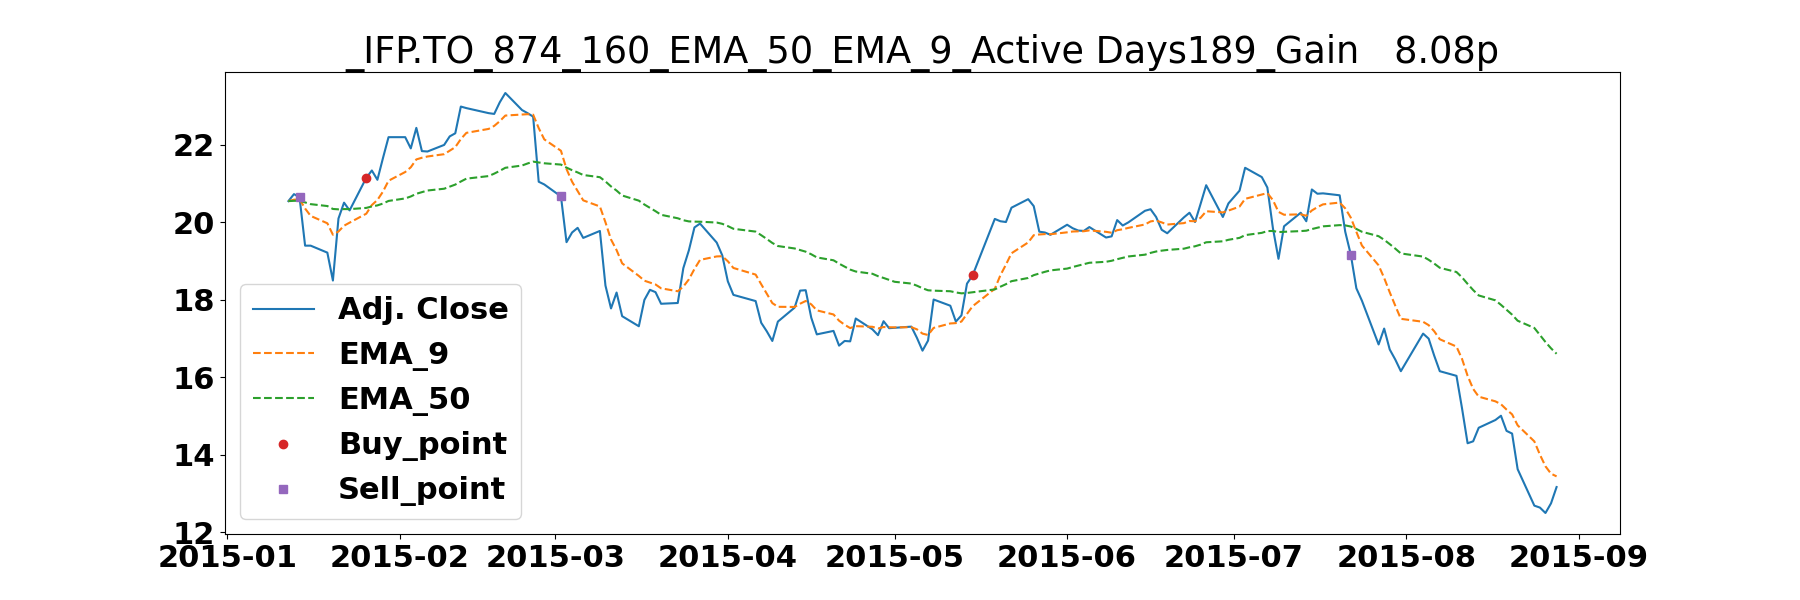 _IFP.TO_874_160_EMA_50_EMA_9_Active Days189_Gain   8.08p
22
20
18
16
14
12
Adj. Close
EMA_9
EMA_50
Buy_point
Sell_point
2015-01 2015-02 2015-03 2015-04 2015-05 2015-06 2015-07 2015-08 2015-09